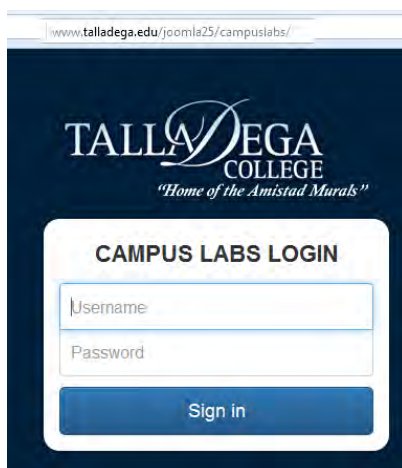 www.talladega.edu/joomla25/campuslabs/
TALLADEGA
COLLEGE
"Home of the Amistad Murals"
CAMPUS LABS LOGIN
Username
Password
Sign in